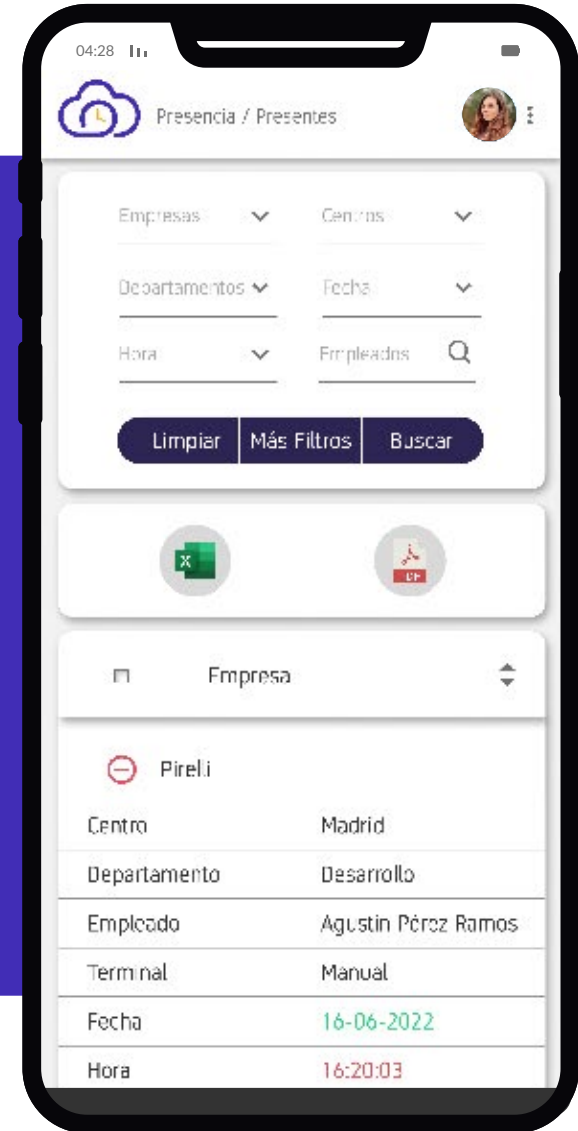 04:28
Presencia / Presentes
Empresas Centros
Departamentos Fecha
Hora Empleados
Limpiar Más Filtros Buscar
X
Empresa
Pirelli
Centro Madrid
Departamento Desarrollo
Empleado Agustin Pérez Ramos
Terminal Manual
Fecha 16-06-2022
Hora 16:20:03